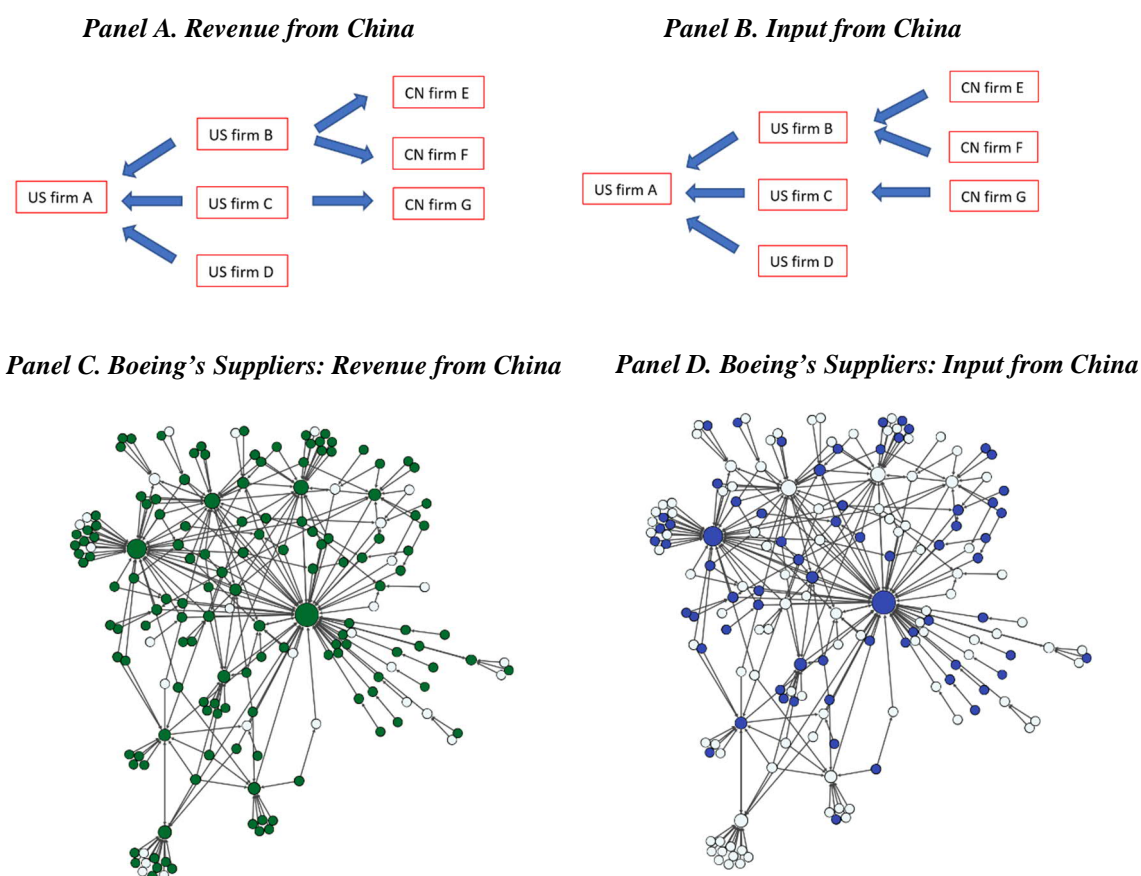 Panel A. Revenue from China
Panel B. Input from China
CN firm E
US firm B
CN firm F
US firm A
US firm C
CN firm G
US firm D
CN firm E
US firm B
CN firm F
US firm A
US firm C
CN firm G
US firm D
Panel C. Boeing’s Suppliers: Revenue from China
Panel D. Boeing’s Suppliers: Input from China